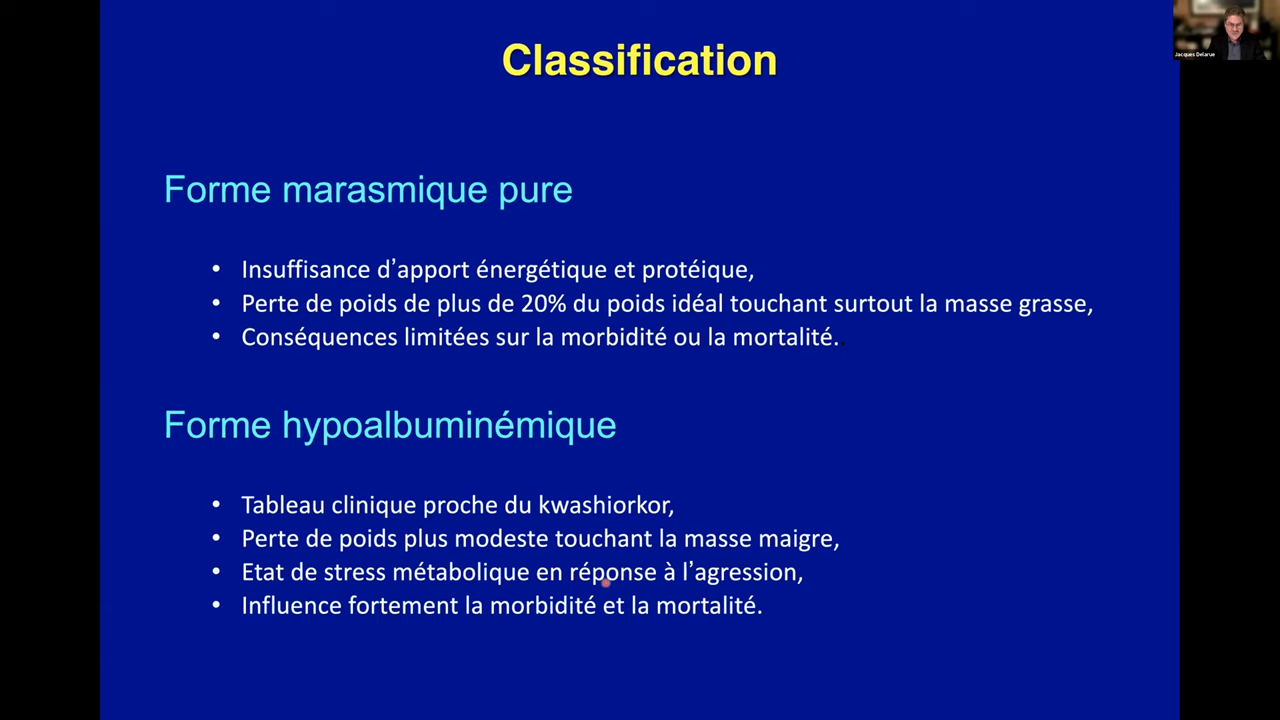 Classification
Jacques Delarue
Forme marasmique pure
• Insuffisance d’apport énergétique et protéique,
• Perte de poids de plus de 20% du poids idéal touchant surtout la masse grasse,
• Conséquences limitées sur la morbidité ou la mortalité..
Forme hypoalbuminémique
• Tableau clinique proche du kwashiorkor,
• Perte de poids plus modeste touchant la masse maigre,
• Etat de stress métabolique en réponse à l’agression,
• Influence fortement la morbidité et la mortalité.